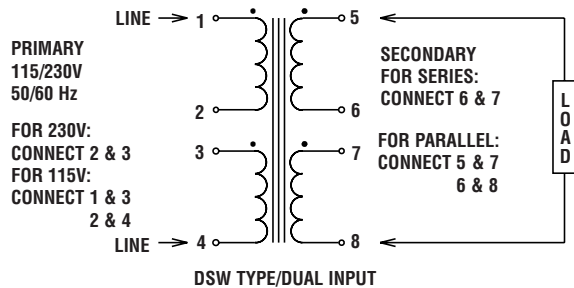 LINE
1
5
PRIMARY
115/230V
50/60 Hz
SECONDARY
FOR SERIES:
CONNECT 6 & 7
2
6
FOR 230V:
CONNECT 2 & 3
FOR 115V:
CONNECT 1 & 3
2 & 4
3
7
FOR PARALLEL:
CONNECT 5 & 7
6 & 8
LOAD
LINE
4
8
DSW TYPE/DUAL INPUT